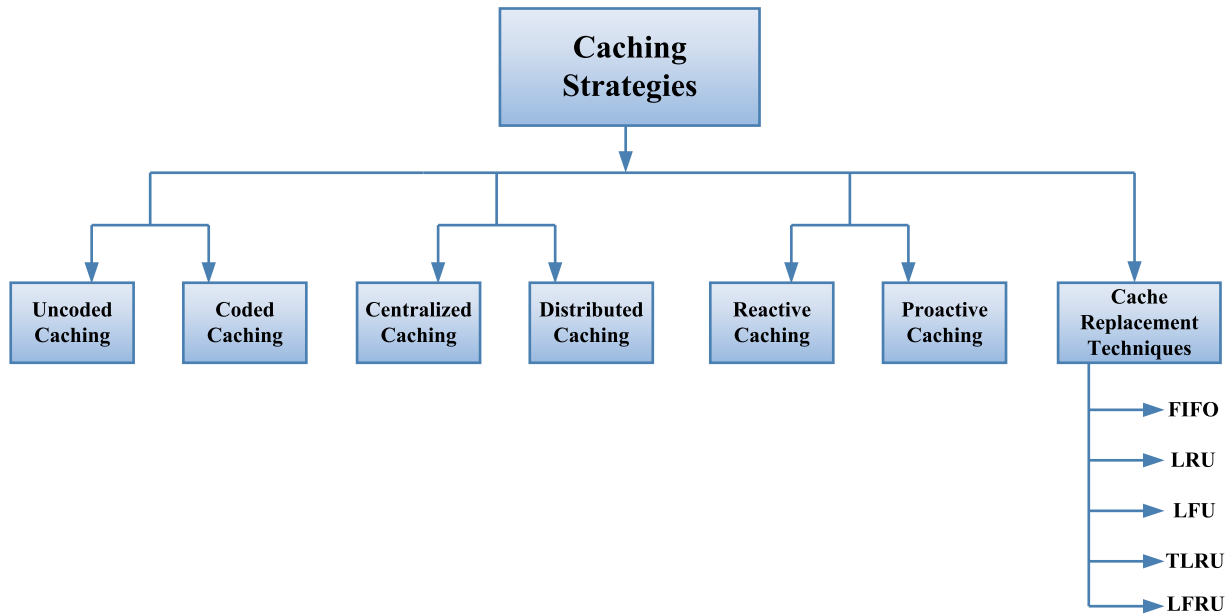 Caching
Strategies
Uncoded
Caching
Coded
Caching
Centralized
Caching
Distributed
Caching
Reactive
Caching
Proactive
Caching
Cache
Replacement
Techniques
FIFO
LRU
LFU
TLRU
LFRU